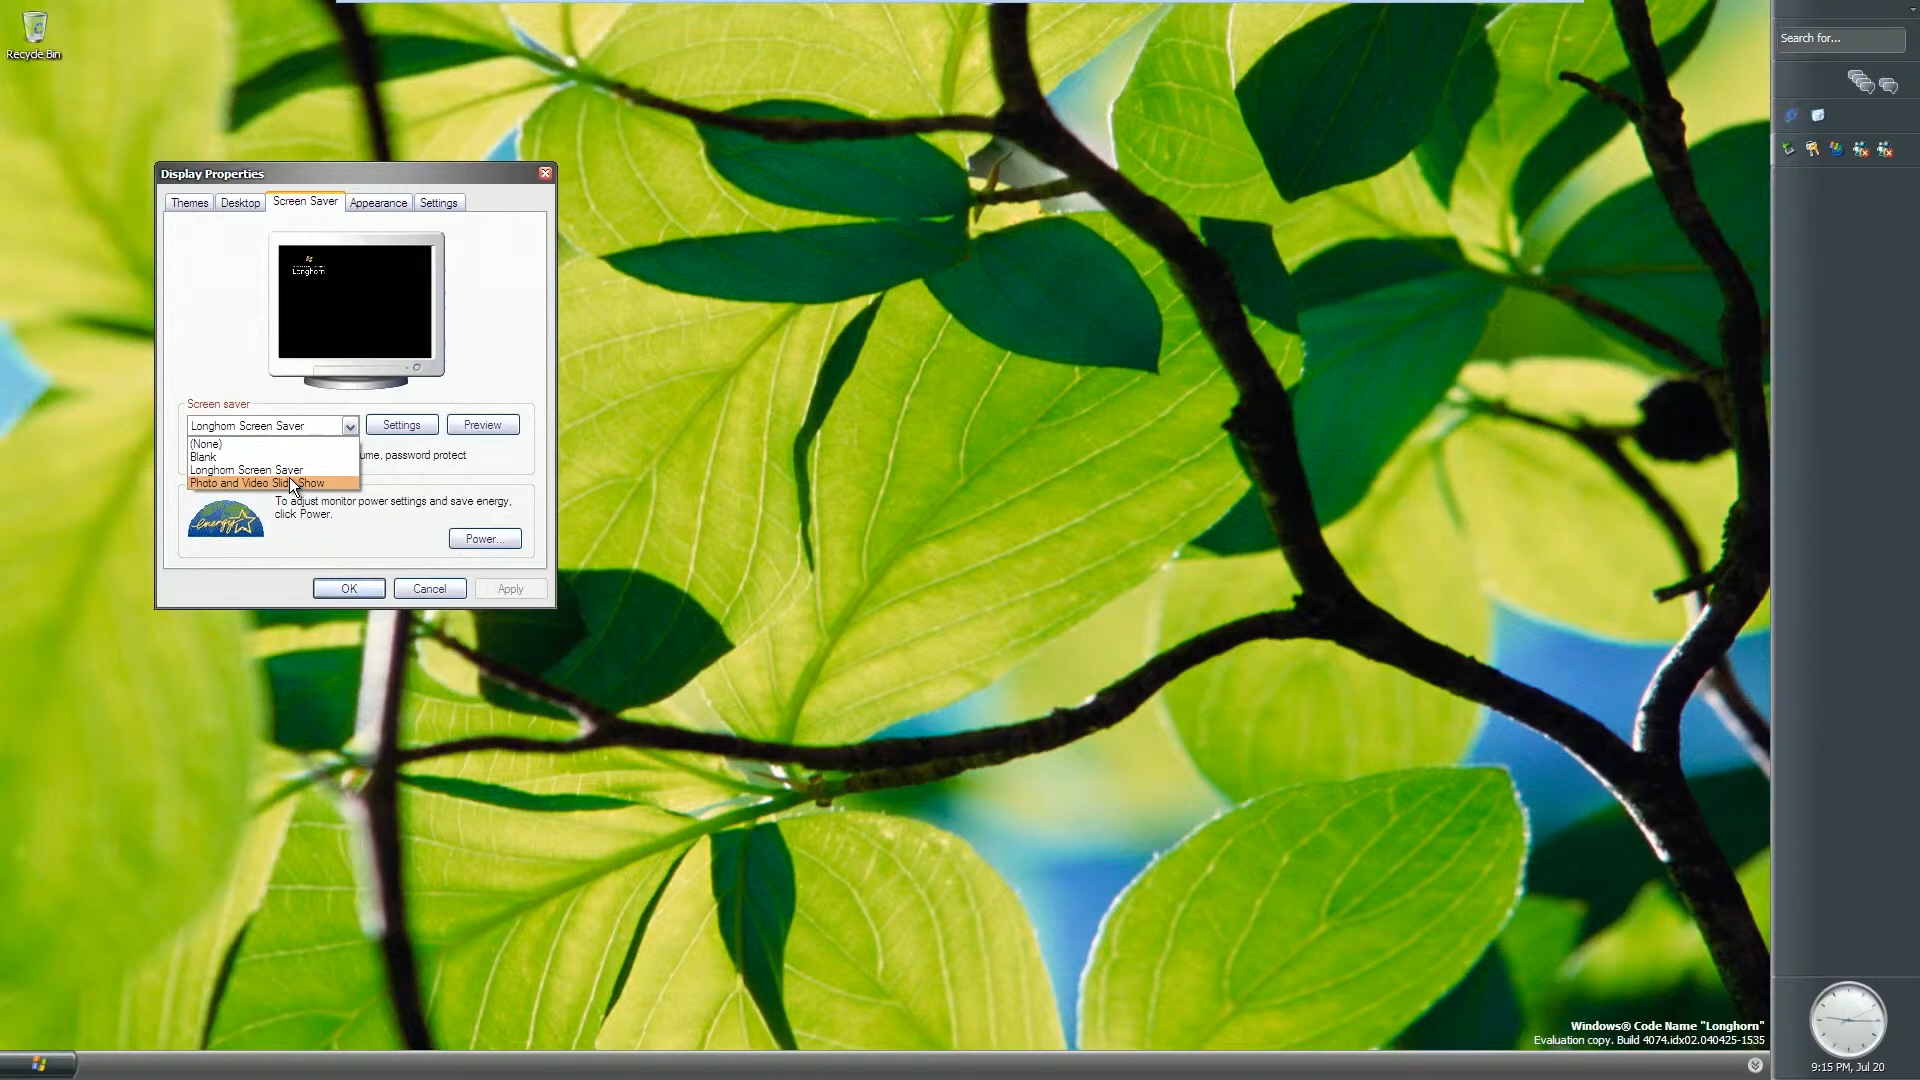 Recycle Bin
Search for...
Display Properties
Themes
Desktop
Screen Saver
Appearance
Settings
Longhorn
Screen saver
Longhorn Screen Saver
Settings
Preview
(None)
Blank
Longhorn Screen Saver
Photo and Video Slide Show
ume, password protect
To adjust monitor power settings and save energy,
click Power.
energy
Power...
OK
Cancel
Apply
Windows® Code Name "Longhorn"
Evaluation copy. Build 4074.idx02.040425-1535
9:15 PM, Jul 20